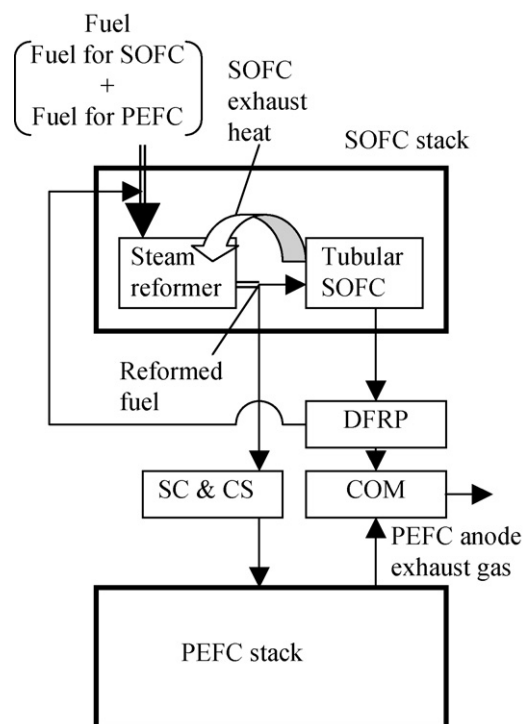 Fuel
Fuel for SOFC
+
Fuel for PEFC
SOFC
exhaust
heat
SOFC stack
Steam
reformer
Tubular
SOFC
Reformed
fuel
DFRP
SC & CS
COM
PEFC anode
exhaust gas
PEFC stack